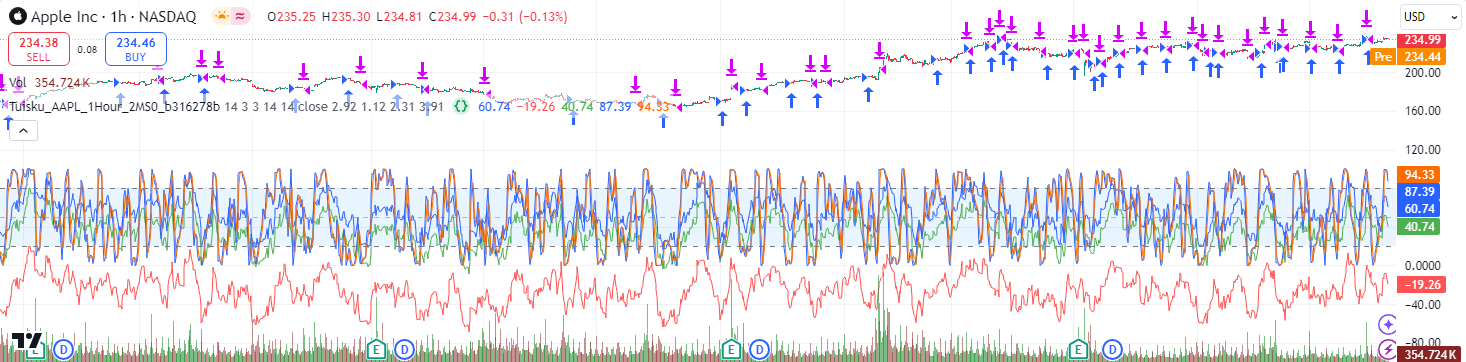 Apple Inc · 1h · NASDAQ O235.25 H235.30 L234.81 C234.99 −0.31 (−0.13%)
USD
234.38 SELL 0.08 234.46 BUY
234.99
Pre 234.44
Vol 354.724K
200.00
14 3 3 14 14 close 2.92 1.12 2.31 3.91 60.74 −19.26 40.74 87.39 94.33
160.00
120.00
94.33
87.39
60.74
40.74
0.0000
−19.26
−40.00
−80.00
E D E D E D E D
354.724K